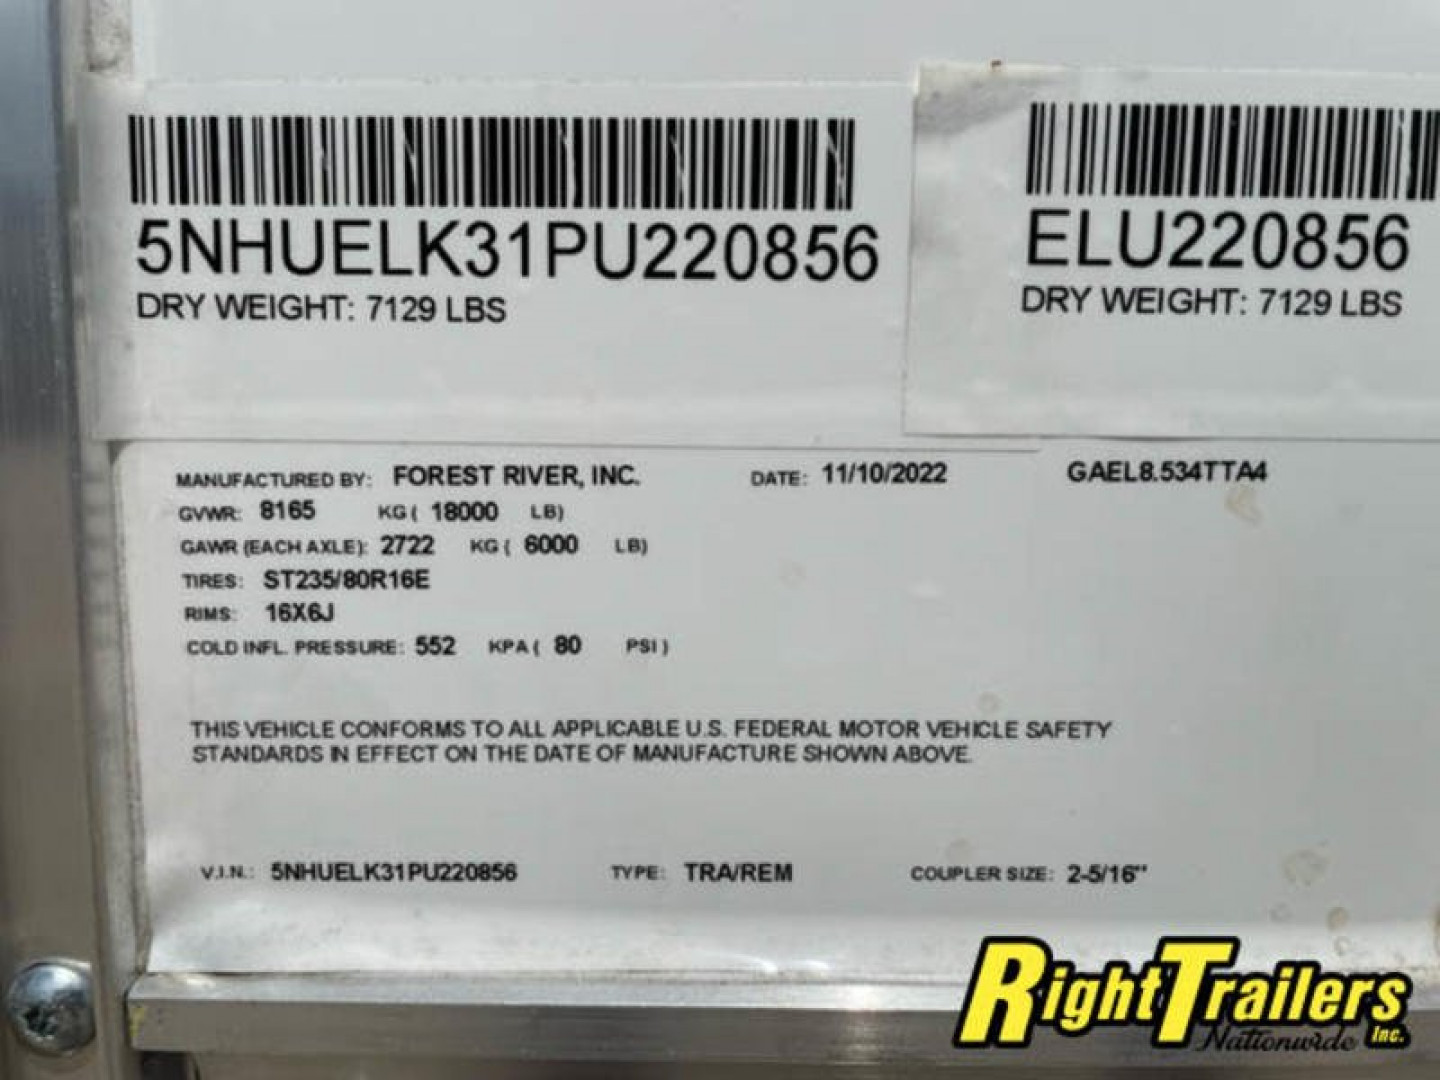 5NHUELK31PU220856
DRY WEIGHT: 7129 LBS
ELU220856
DRY WEIGHT: 7129 LBS
MANUFACTURED BY: FOREST RIVER, INC. DATE: 11/10/2022 GAEL8.534TTA4
GVWR: 8165 KG ( 18000 LB)
GAWR (EACH AXLE): 2722 KG ( 6000 LB)
TIRES: ST235/80R16E
RIMS: 16X6J
COLD INFL. PRESSURE: 552 KPA ( 80 PSI )
THIS VEHICLE CONFORMS TO ALL APPLICABLE U.S. FEDERAL MOTOR VEHICLE SAFETY
STANDARDS IN EFFECT ON THE DATE OF MANUFACTURE SHOWN ABOVE.
V.I.N.: 5NHUELK31PU220856 TYPE: TRA/REM COUPLER SIZE: 2-5/16"
RightTrailers
Nationwide Inc.